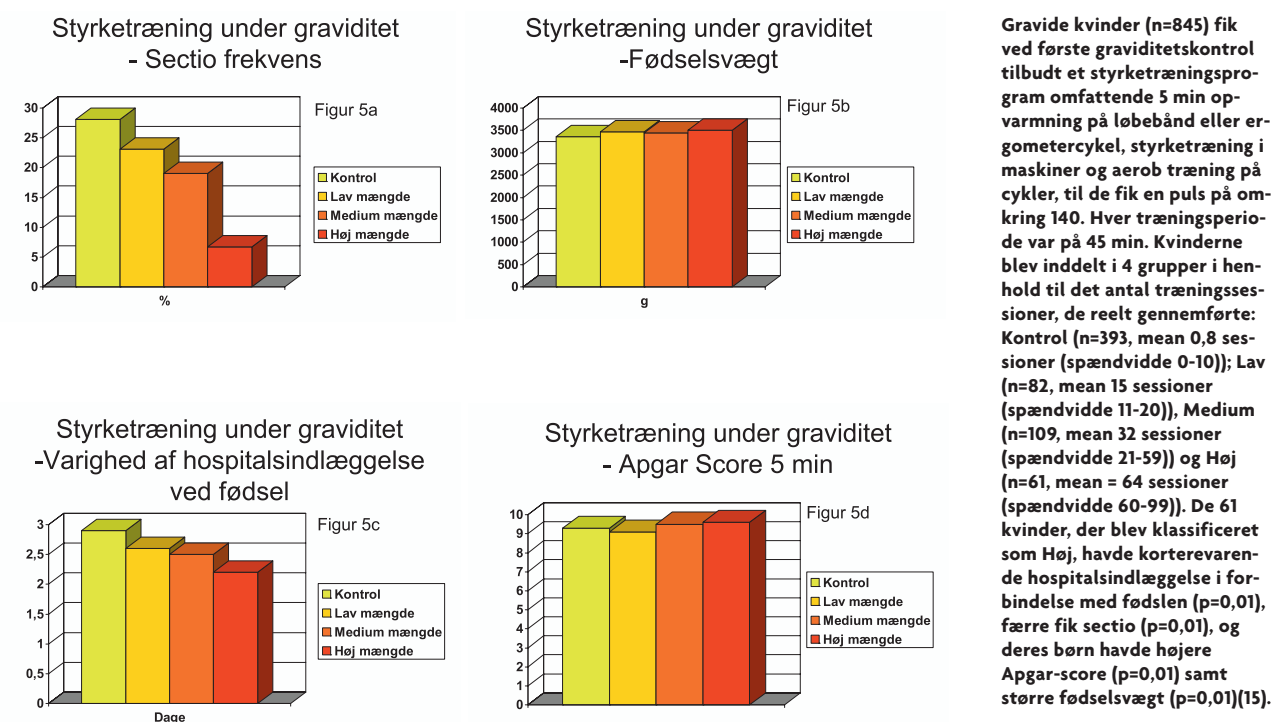 Styrketræning under graviditet
- Sectio frekvens
Figur 5a
30
25
20
15
10
5
0
%
Kontrol
Lav mængde
Medium mængde
Høj mængde
Styrketræning under graviditet
-Fødselsvægt
Figur 5b
4000
3500
3000
2500
2000
1500
1000
500
0
g
Kontrol
Lav mængde
Medium mængde
Høj mængde
Styrketræning under graviditet
-Varighed af hospitalsindlæggelse
ved fødsel
Figur 5c
3
2,5
2
1,5
1
0,5
0
Dage
Kontrol
Lav mængde
Medium mængde
Høj mængde
Styrketræning under graviditet
- Apgar Score 5 min
Figur 5d
10
9
8
7
6
5
4
3
2
1
0
Kontrol
Lav mængde
Medium mængde
Høj mængde
Gravide kvinder (n=845) fik
ved første graviditetskontrol
tilbudt et styrketræningspro-
gram omfattende 5 min op-
varmning på løbebånd eller er-
gometercykel, styrketræning i
maskiner og aerob træning på
cykler, til de fik en puls på om-
kring 140. Hver træningsperio-
de var på 45 min. Kvinderne
blev inddelt i 4 grupper i hen-
hold til det antal træningsses-
sioner, de reelt gennemførte:
Kontrol (n=393, mean 0,8 ses-
sioner (spændvidde 0-10)); Lav
(n=82, mean 15 sessioner
(spændvidde 11-20)), Medium
(n=109, mean 32 sessioner
(spændvidde 21-59)) og Høj
(n=61, mean = 64 sessioner
(spændvidde 60-99)). De 61
kvinder, der blev klassificeret
som Høj, havde korterevaren-
de hospitalsindlæggelse i for-
bindelse med fødslen (p=0,01),
færre fik sectio (p=0,01), og
deres børn havde højere
Apgar-score (p=0,01) samt
større fødselsvægt (p=0,01)(15).